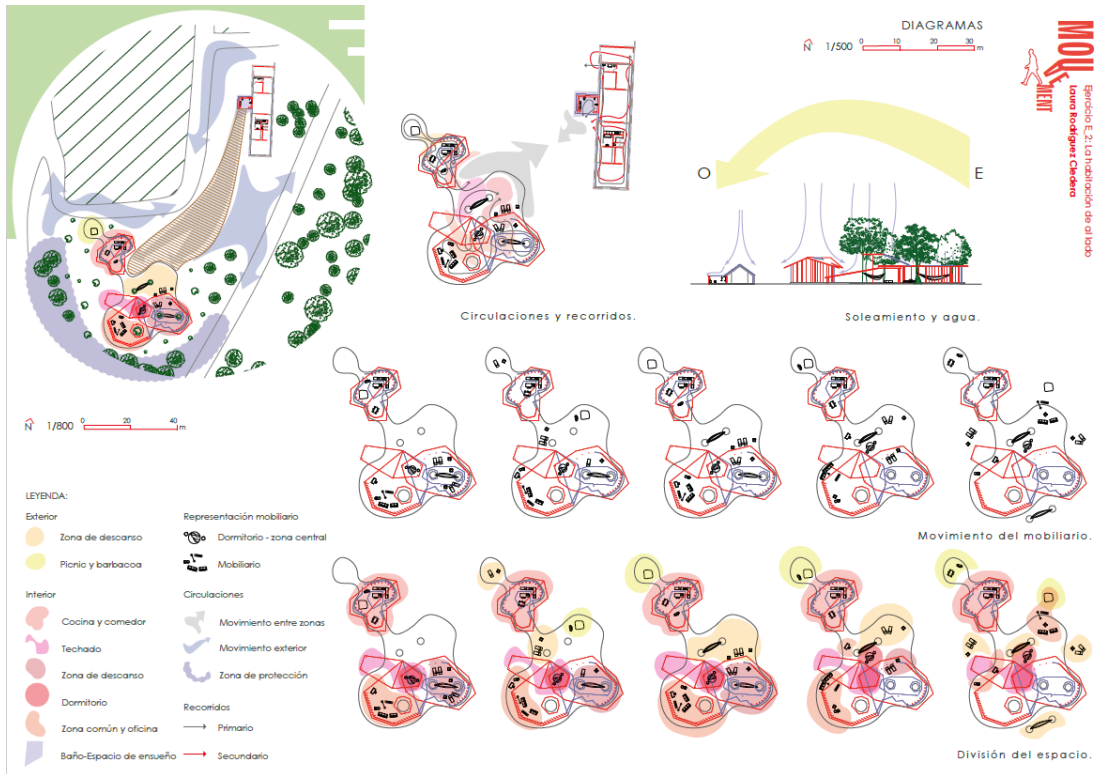 DIAGRAMAS
N 1/500 0 10 20 30 m
MOUVEMENT
Ejercicio E_2: La habitación de al lado
Laura Rodríguez Cledera
O
E
Circulaciones y recorridos.
Soleamiento y agua.
N 1/800 0 20 40 m
Movimiento del mobiliario.
LEYENDA:
Exterior
Zona de descanso
Picnic y barbacoa
Interior
Cocina y comedor
Techado
Zona de descanso
Dormitorio
Zona común y oficina
Baño-Espacio de ensueño
Representación mobiliario
Dormitorio - zona central
Mobiliario
Circulaciones
Movimiento entre zonas
Movimiento exterior
Zona de protección
Recorridos
Primario
Secundario
División del espacio.